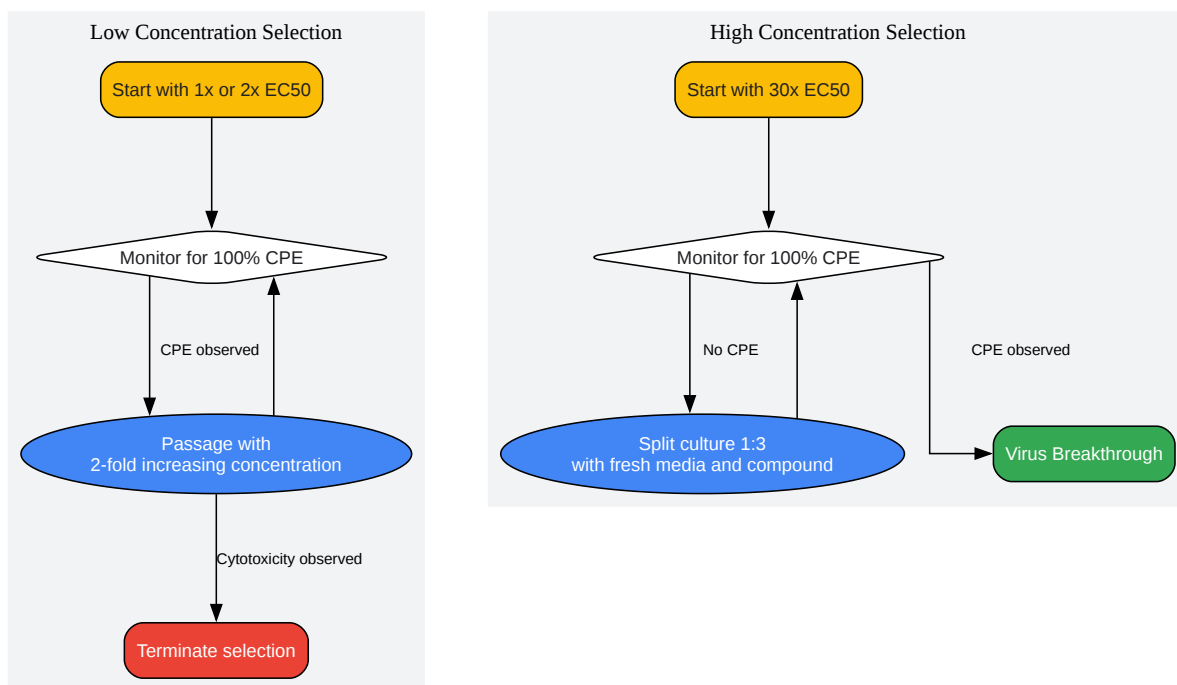 Low Concentration Selection
Start with 1x or 2x EC50
Monitor for 100% CPE
CPE observed
Passage with
2-fold increasing concentration
Cytotoxicity observed
Terminate selection
High Concentration Selection
Start with 30x EC50
Monitor for 100% CPE
No CPE
CPE observed
Split culture 1:3
with fresh media and compound
Virus Breakthrough